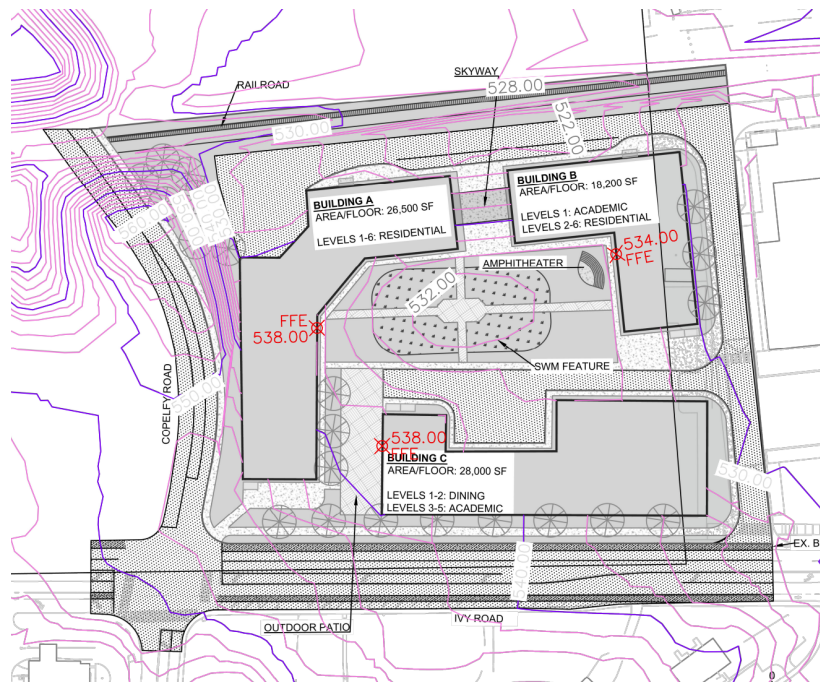 SKYWAY
RAILROAD
528.00
530.00
522.00
BUILDING A
AREA/FLOOR: 26,500 SF
LEVELS 1-6: RESIDENTIAL
BUILDING B
AREA/FLOOR: 18,200 SF
LEVELS 1: ACADEMIC
LEVELS 2-6: RESIDENTIAL
534.00
FFE
AMPHITHEATER
532.00
FFE
538.00
SWM FEATURE
COPELEY ROAD
550.00
538.00
FFE
BUILDING C
AREA/FLOOR: 28,000 SF
LEVELS 1-2: DINING
LEVELS 3-5: ACADEMIC
530.00
EX. B
540.00
OUTDOOR PATIO
IVY ROAD
0